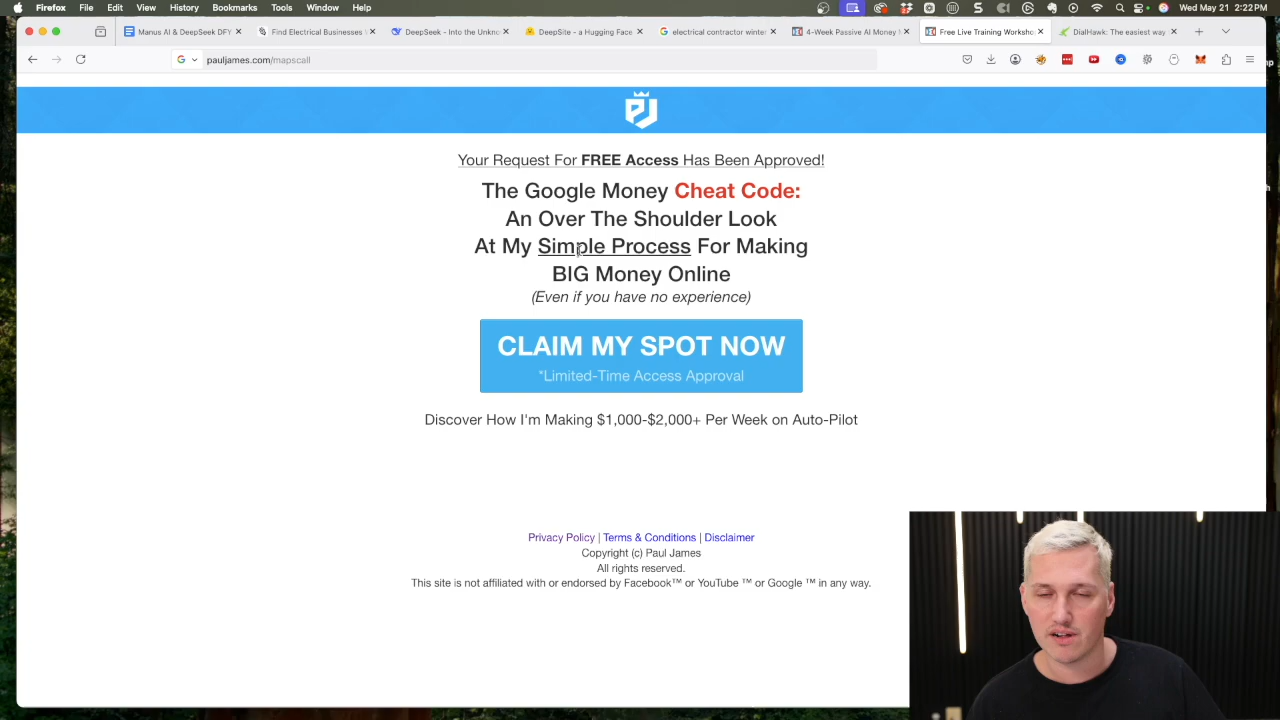 Firefox File Edit View History Bookmarks Tools Window Help Wed May 21 2:22 PM
Manus AI & DeepSeek DFY Find Electrical Businesses DeepSeek - Into the Unkno DeepSite - a Hugging Face electrical contractor winter 4-Week Passive AI Money Free Live Training Worksho DialHawk: The easiest way
pauljames.com/mapscall
PJ
Your Request For FREE Access Has Been Approved!
The Google Money Cheat Code:
An Over The Shoulder Look
At My Simple Process For Making
BIG Money Online
(Even if you have no experience)
CLAIM MY SPOT NOW
*Limited-Time Access Approval
Discover How I'm Making $1,000-$2,000+ Per Week on Auto-Pilot
Privacy Policy | Terms & Conditions | Disclaimer
Copyright (c) Paul James
All rights reserved.
This site is not affiliated with or endorsed by Facebook™ or YouTube ™ or Google ™ in any way.